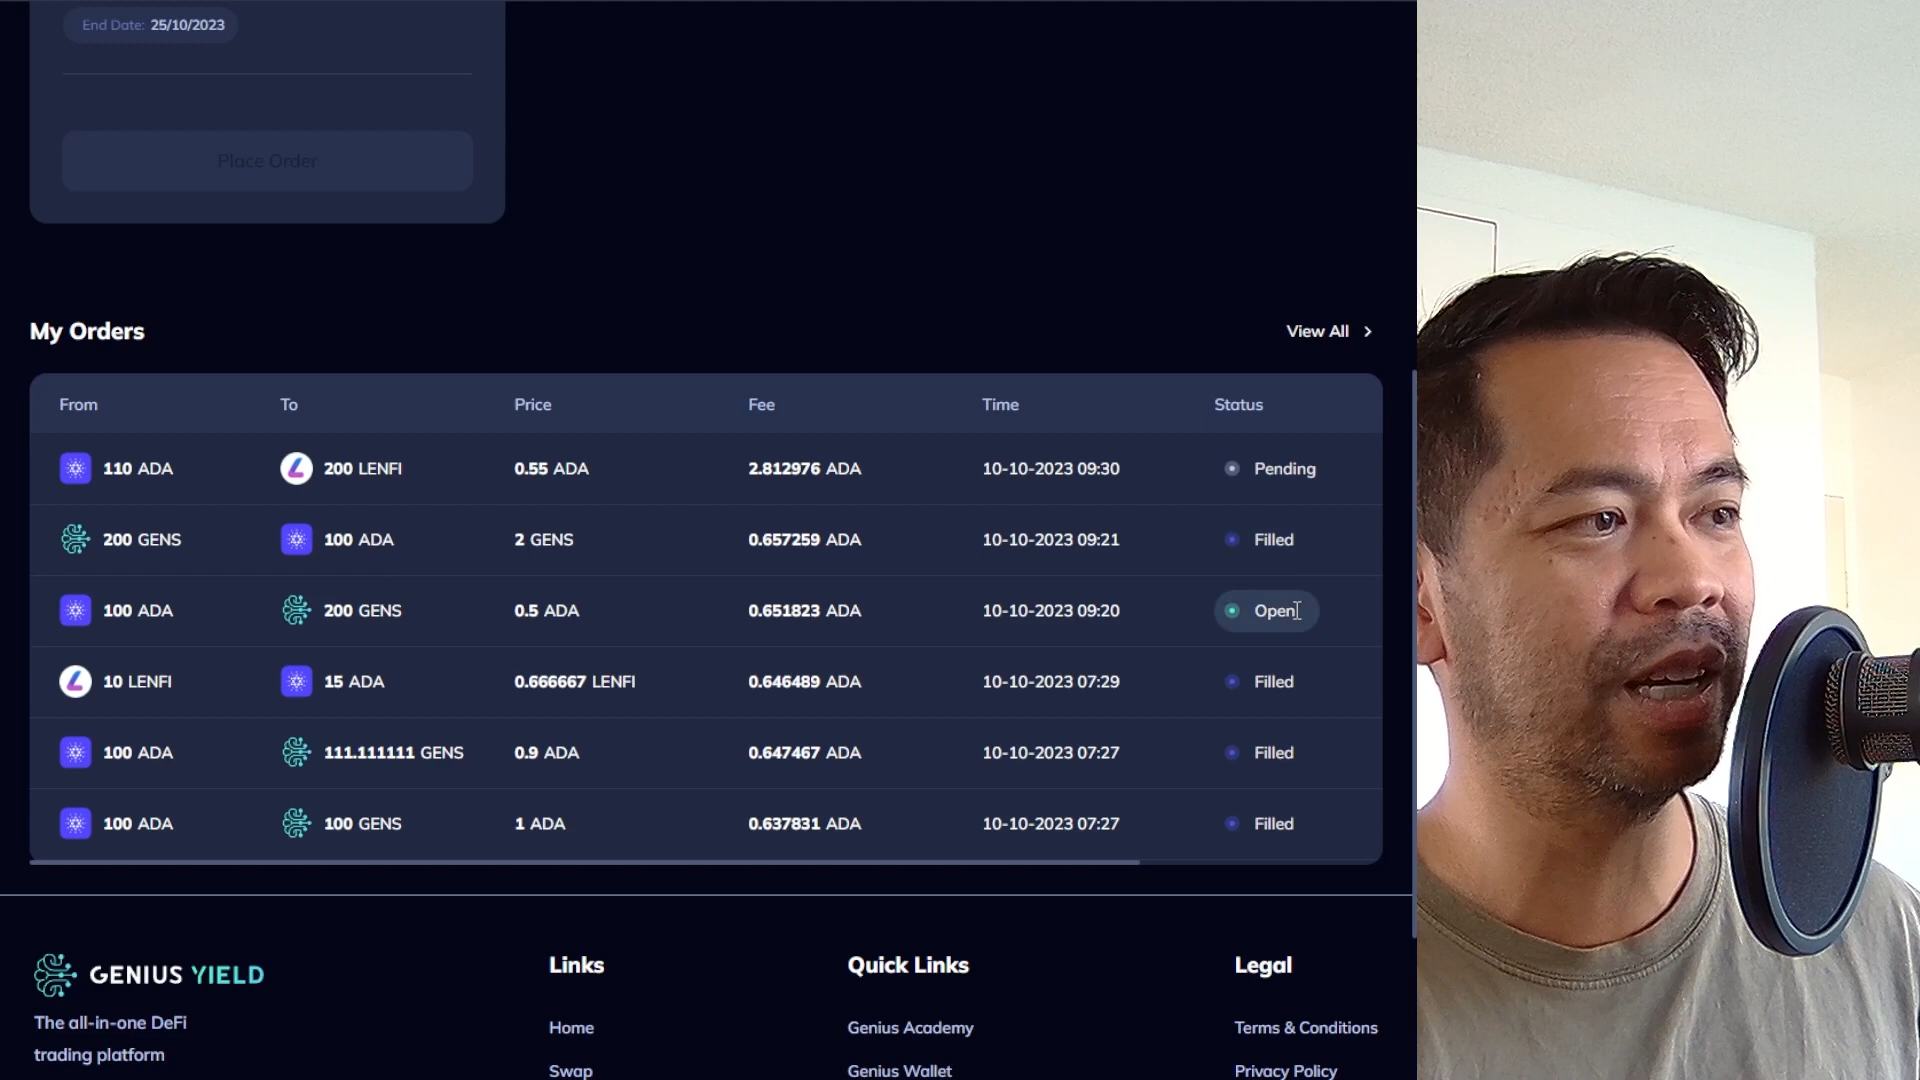 End Date: 25/10/2023
Place Order
My Orders
View All
From To Price Fee Time Status
110 ADA 200 LENFI 0.55 ADA 2.812976 ADA 10-10-2023 09:30 Pending
200 GENS 100 ADA 2 GENS 0.657259 ADA 10-10-2023 09:21 Filled
100 ADA 200 GENS 0.5 ADA 0.651823 ADA 10-10-2023 09:20 Open
10 LENFI 15 ADA 0.666667 LENFI 0.646489 ADA 10-10-2023 07:29 Filled
100 ADA 111.111111 GENS 0.9 ADA 0.647467 ADA 10-10-2023 07:27 Filled
100 ADA 100 GENS 1 ADA 0.637831 ADA 10-10-2023 07:27 Filled
GENIUS YIELD
The all-in-one DeFi
trading platform
Links
Home
Swap
Quick Links
Genius Academy
Genius Wallet
Legal
Terms & Conditions
Privacy Policy